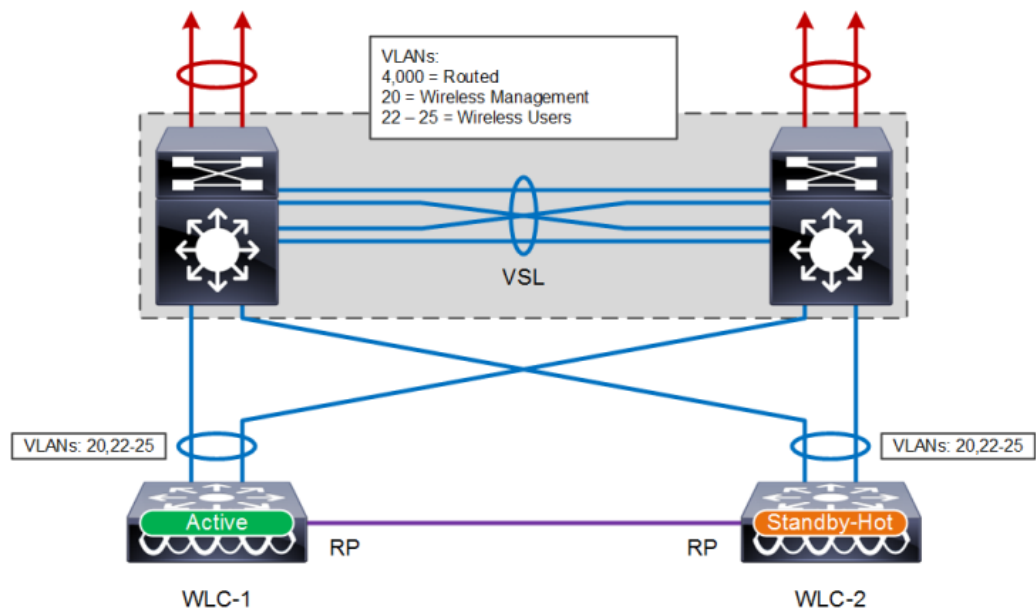 VLANs:
4,000 = Routed
20 = Wireless Management
22 – 25 = Wireless Users
VSL
VLANs: 20,22-25
VLANs: 20,22-25
Active
RP
RP
Standby-Hot
WLC-1
WLC-2